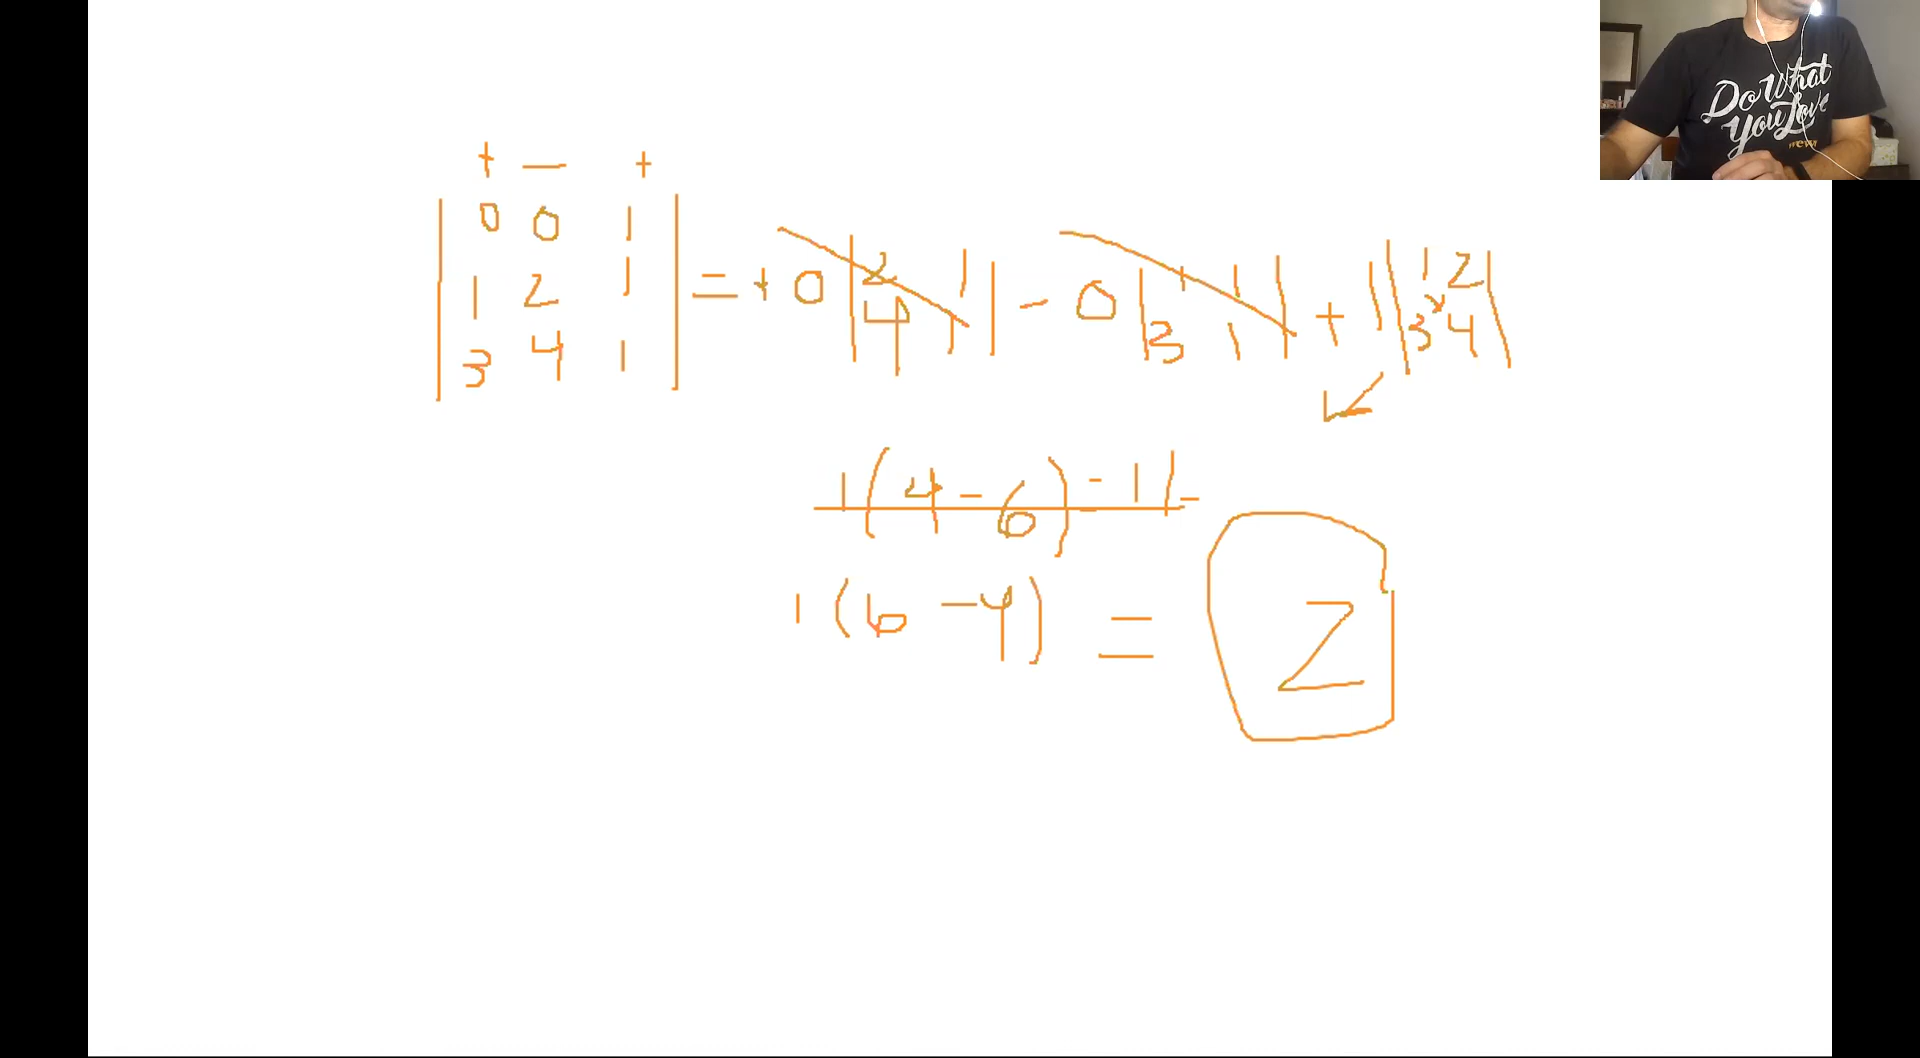 Do What
You Love
+ - +
| 0 0 1 |
| 1 2 1 | = + 0 | 2 1 | - 0 | 1 1 | + 1 | 1 2 |
| 3 4 1 | | 4 1 | | 3 1 | | 3 4 |
1 ( 4 - 6 ) = 1
1 ( 6 - 4 ) = 2